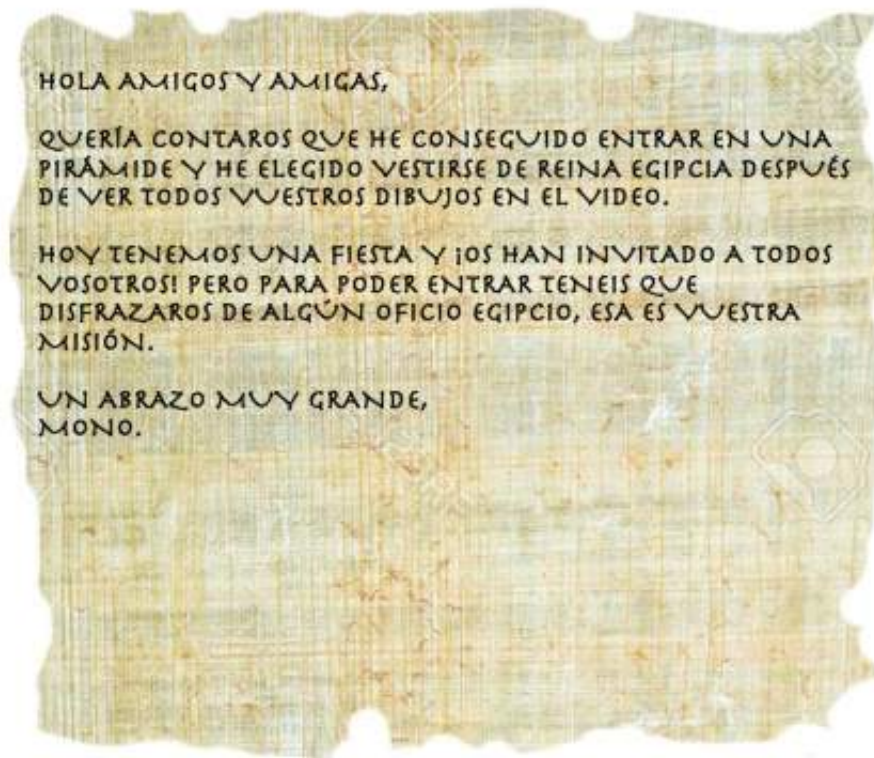 HOLA AMIGOS Y AMIGAS,
QUERÍA CONTAROS QUE HE CONSEGUIDO ENTRAR EN UNA
PIRÁMIDE Y HE ELEGIDO VESTIRSE DE REINA EGIPCIA DESPUÉS
DE VER TODOS VUESTROS DIBUJOS EN EL VIDEO.
HOY TENEMOS UNA FIESTA Y ¡OS HAN INVITADO A TODOS
VOSOTROS! PERO PARA PODER ENTRAR TENEIS QUE
DISFRAZAROS DE ALGÚN OFICIO EGIPCIO, ESA ES VUESTRA
MISIÓN.
UN ABRAZO MUY GRANDE,
MONO.